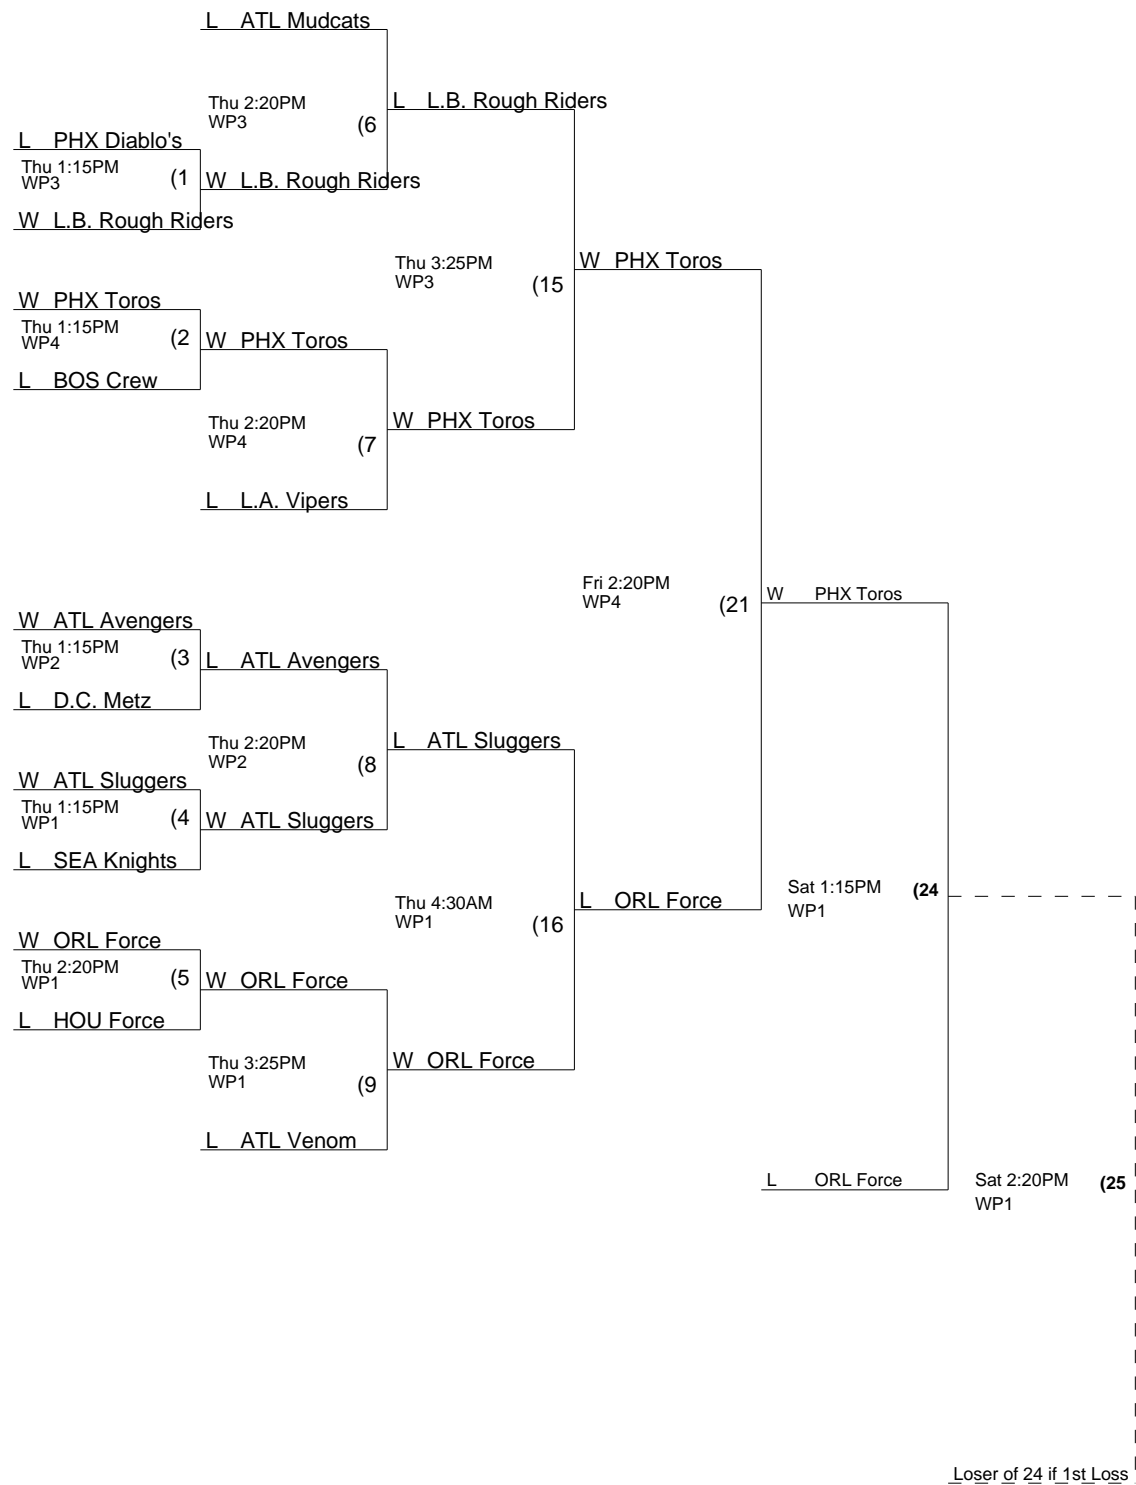 L ATL Mudcats
Thu 2:20PM
WP3
(6
L L.B. Rough Riders
L PHX Diablo's
Thu 1:15PM
WP3
(1
W L.B. Rough Riders
W L.B. Rough Riders
Thu 3:25PM
WP3
(15
W PHX Toros
W PHX Toros
Thu 1:15PM
WP4
(2
W PHX Toros
L BOS Crew
Thu 2:20PM
WP4
(7
W PHX Toros
L L.A. Vipers
Fri 2:20PM
WP4
(21
W PHX Toros
W ATL Avengers
Thu 1:15PM
WP2
(3
L ATL Avengers
L D.C. Metz
Thu 2:20PM
WP2
(8
L ATL Sluggers
W ATL Sluggers
Thu 1:15PM
WP1
(4
W ATL Sluggers
L SEA Knights
Thu 4:30AM
WP1
(16
L ORL Force
Sat 1:15PM
WP1
(24
W ORL Force
Thu 2:20PM
WP1
(5
W ORL Force
L HOU Force
Thu 3:25PM
WP1
(9
W ORL Force
L ATL Venom
L ORL Force
Sat 2:20PM
WP1
(25
Loser of 24 if 1st Loss